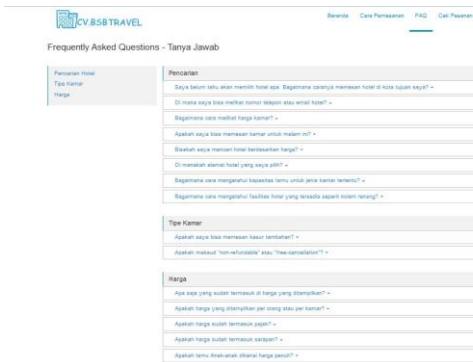 CV.BSB TRAVEL
Beranda Cara Pemesanan FAQ Cek Pesanan
Frequently Asked Questions - Tanya Jawab
Pencarian Hotel
Tipe Kamar
Harga
Pencarian
Saya belum tahu akan memilih hotel apa. Bagaimana caranya memesan hotel di kota tujuan saya?
Di mana saya bisa melihat nomor telepon atau email hotel?
Bagaimana cara melihat harga kamar?
Apakah saya bisa memesan kamar untuk malam ini?
Bisakah saya mencari hotel berdasarkan harga?
Di manakah alamat hotel yang saya pilih?
Bagaimana cara mengetahui kapasitas tamu untuk jenis kamar tertentu?
Bagaimana cara mengetahui fasilitas hotel yang tersedia seperti kolam renang?
Tipe Kamar
Apakah saya bisa memesan kasur tambahan?
Apakah maksud "non-refundable" atau "free-cancellation"?
Harga
Apa saja yang sudah termasuk di harga yang ditampilkan?
Apakah harga yang ditampilkan per orang atau per kamar?
Apakah harga sudah termasuk pajak?
Apakah harga sudah termasuk sarapan?
Apakah tamu Anak-anak dikenai harga penuh?